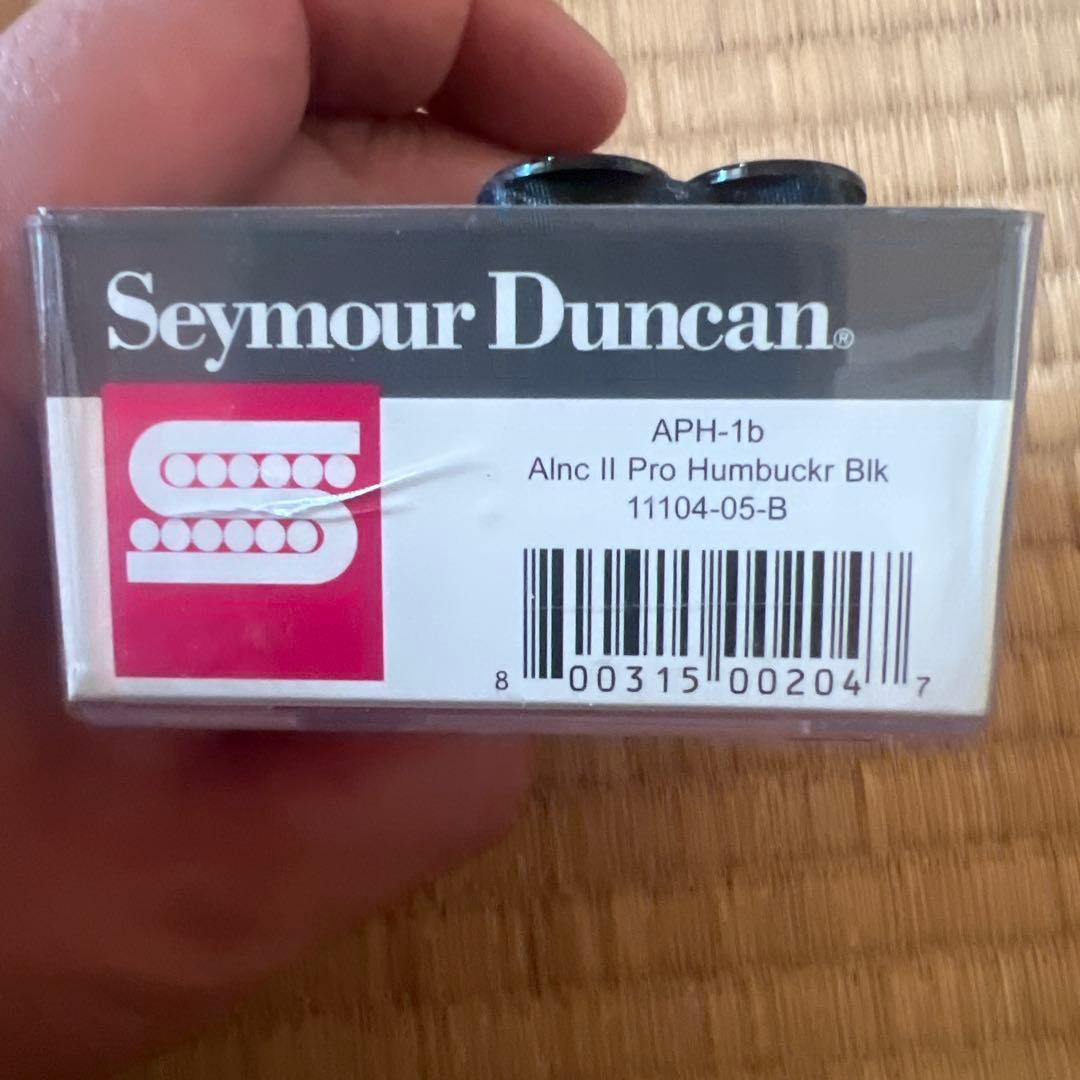 Seymour Duncan®
APH-1b
Alnc II Pro Humbuckr Blk
11104-05-B
8 00315 00204 7